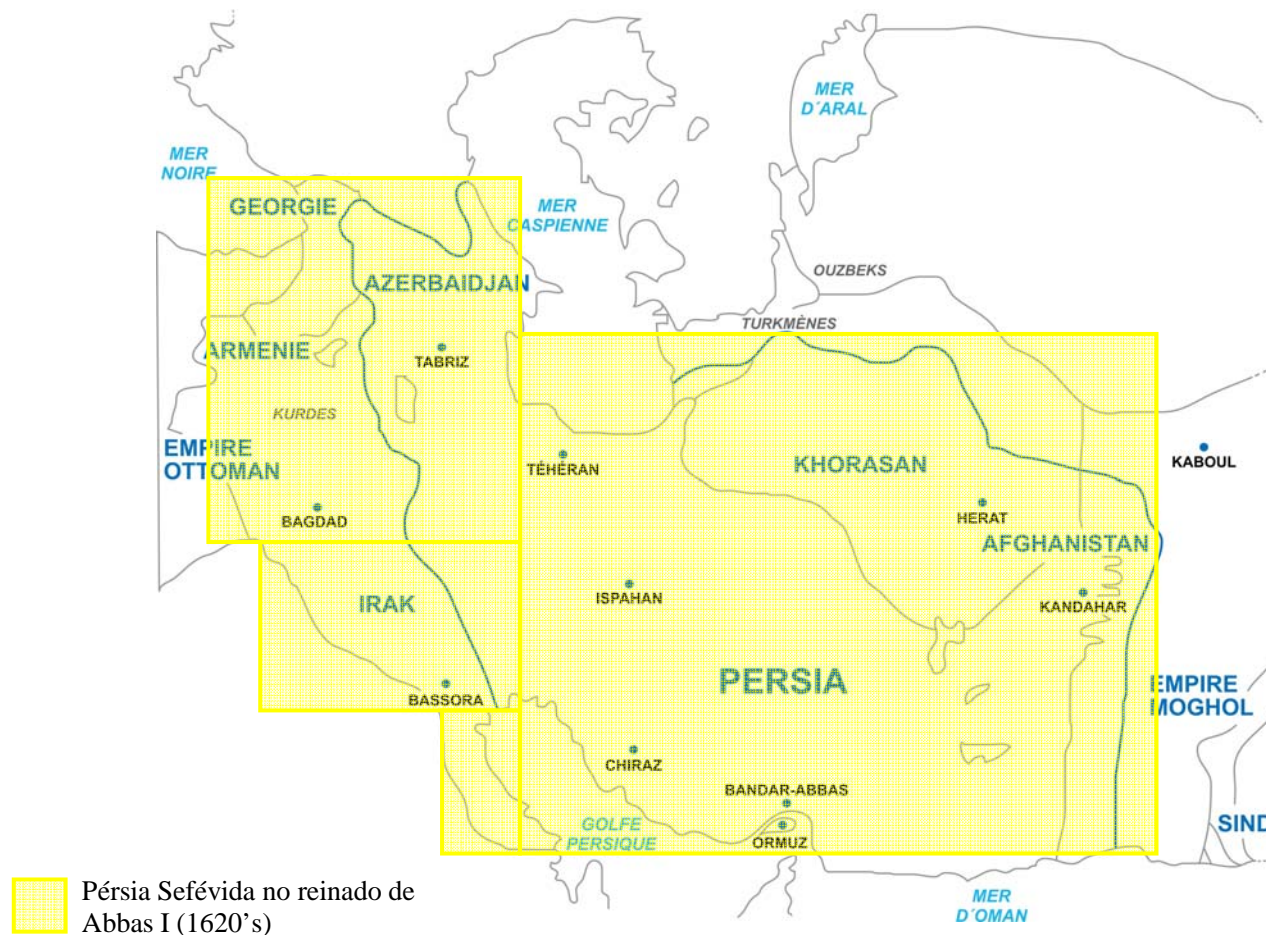 MER
D´ARAL
MER
NOIRE
GEORGIE
MER
CASPIENNE
OUZBEKS
AZERBAIDJAN
TURKMÈNES
ARMENIE
TABRIZ
KURDES
EMPIRE
OTTOMAN
TÉHÉRAN
KHORASAN
KABOUL
BAGDAD
HERAT
AFGHANISTAN
IRAK
ISPAHAN
KANDAHAR
PERSIA
BASSORA
EMPIRE
MOGHOL
CHIRAZ
BANDAR-ABBAS
GOLFE
PERSIQUE
ORMUZ
SIND
MER
D´OMAN
Pérsia Sefévida no reinado de
Abbas I (1620’s)